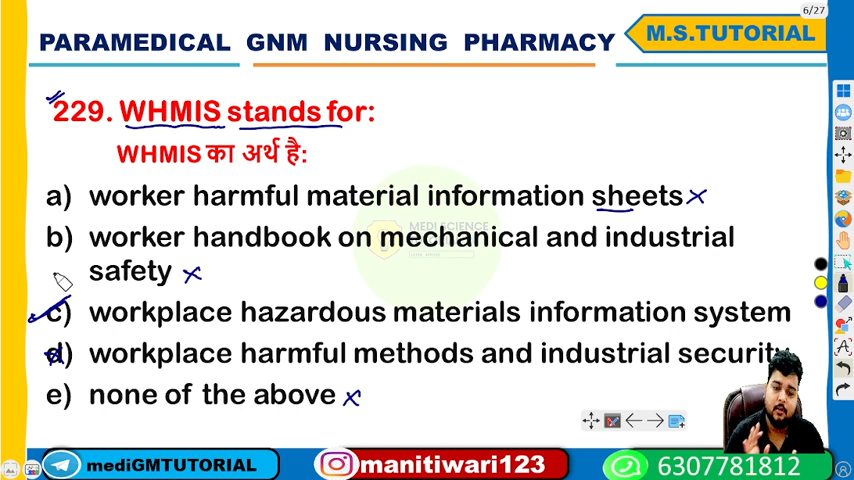 6/27
PARAMEDICAL GNM NURSING PHARMACY
M.S.TUTORIAL
229. WHMIS stands for:
WHMIS का अर्थ है:
a) worker harmful material information sheets
MEDI SCIENCE
b) worker handbook on mechanical and industrial
safety
c) workplace hazardous materials information system
d) workplace harmful methods and industrial security
e) none of the above
mediGMTUTORIAL
manitiwari123
6307781812